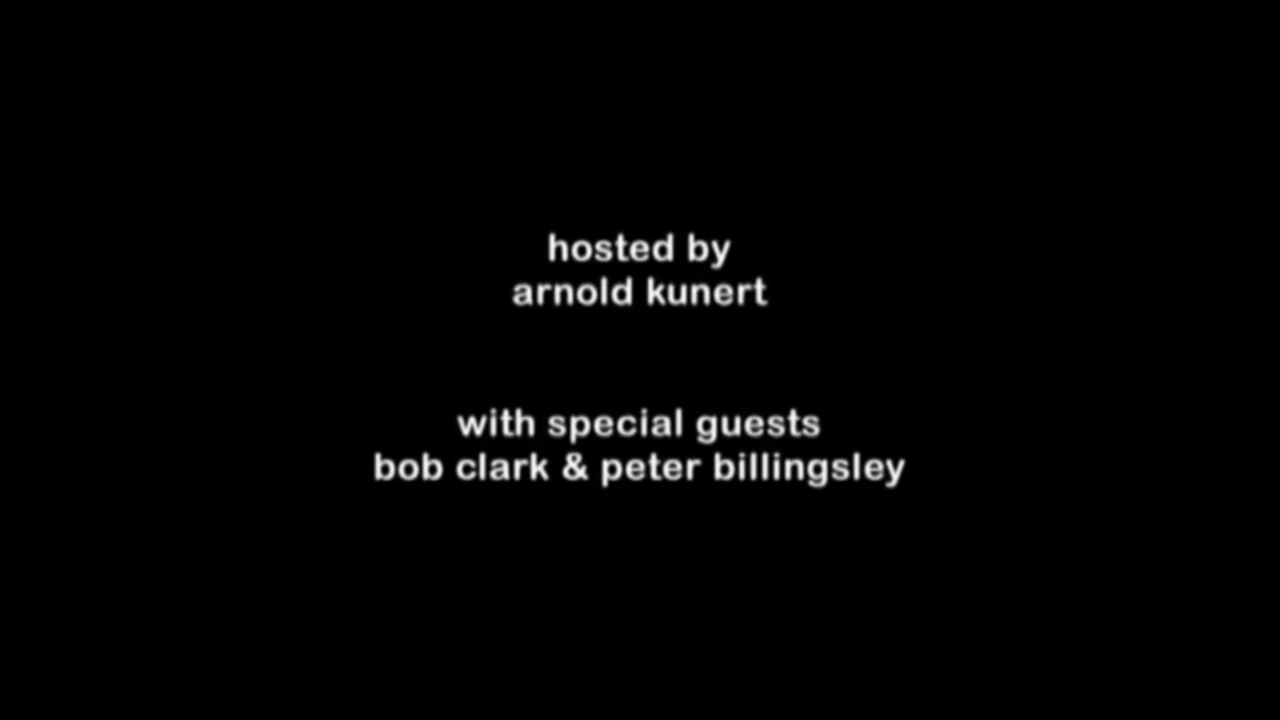 hosted by
arnold kunert
with special guests
bob clark & peter billingsley